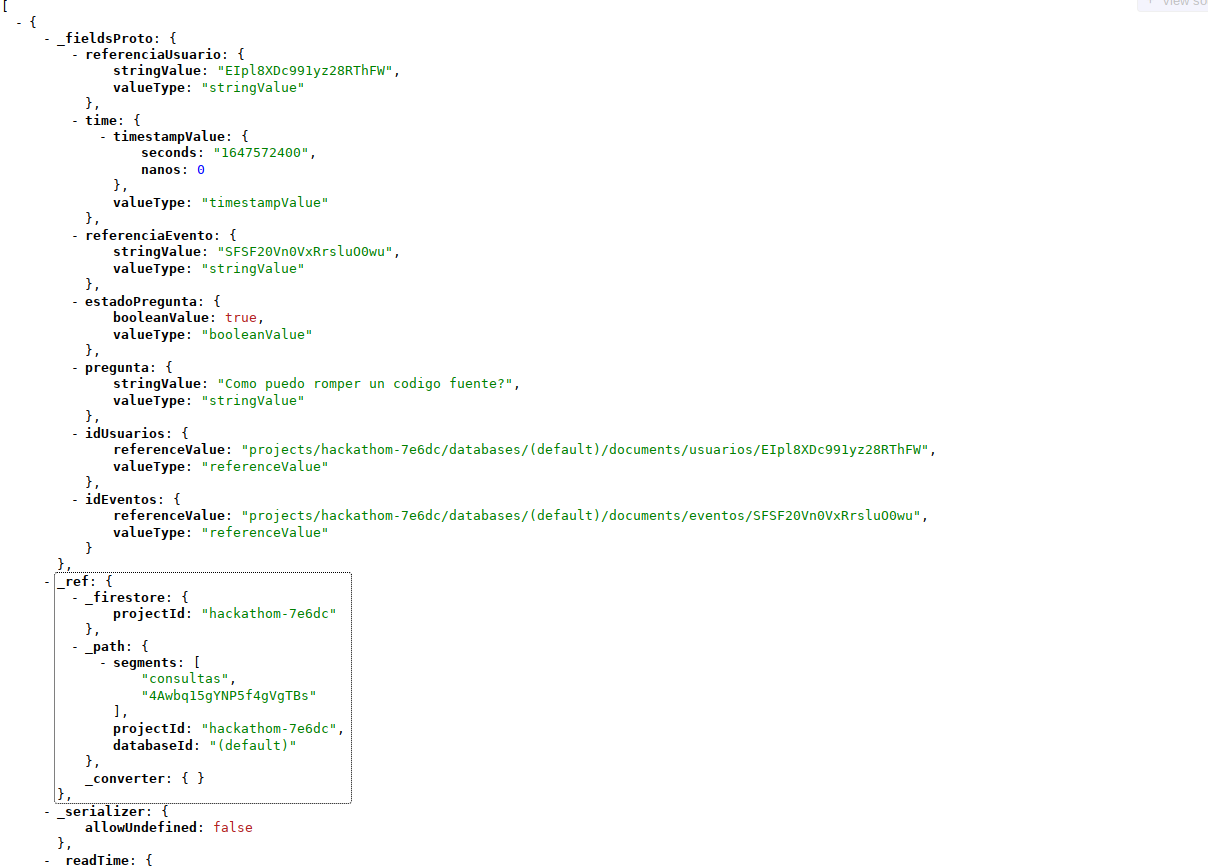 View so
[
- {
- _fieldsProto: {
- referenciaUsuario: {
stringValue: "EIpl8XDc991yz28RThFW",
valueType: "stringValue"
},
- time: {
- timestampValue: {
seconds: "1647572400",
nanos: 0
},
valueType: "timestampValue"
},
- referenciaEvento: {
stringValue: "SFSF20Vn0VxRrsluO0wu",
valueType: "stringValue"
},
- estadoPregunta: {
booleanValue: true,
valueType: "booleanValue"
},
- pregunta: {
stringValue: "Como puedo romper un codigo fuente?",
valueType: "stringValue"
},
- idUsuarios: {
referenceValue: "projects/hackathom-7e6dc/databases/(default)/documents/usuarios/EIpl8XDc991yz28RThFW",
valueType: "referenceValue"
},
- idEventos: {
referenceValue: "projects/hackathom-7e6dc/databases/(default)/documents/eventos/SFSF20Vn0VxRrsluO0wu",
valueType: "referenceValue"
}
},
- _ref: {
- _firestore: {
projectId: "hackathom-7e6dc"
},
- _path: {
- segments: [
"consultas",
"4Awbq15gYNP5f4gVgTBs"
],
projectId: "hackathom-7e6dc",
databaseId: "(default)"
},
_converter: { }
},
- _serializer: {
allowUndefined: false
},
- _readTime: {